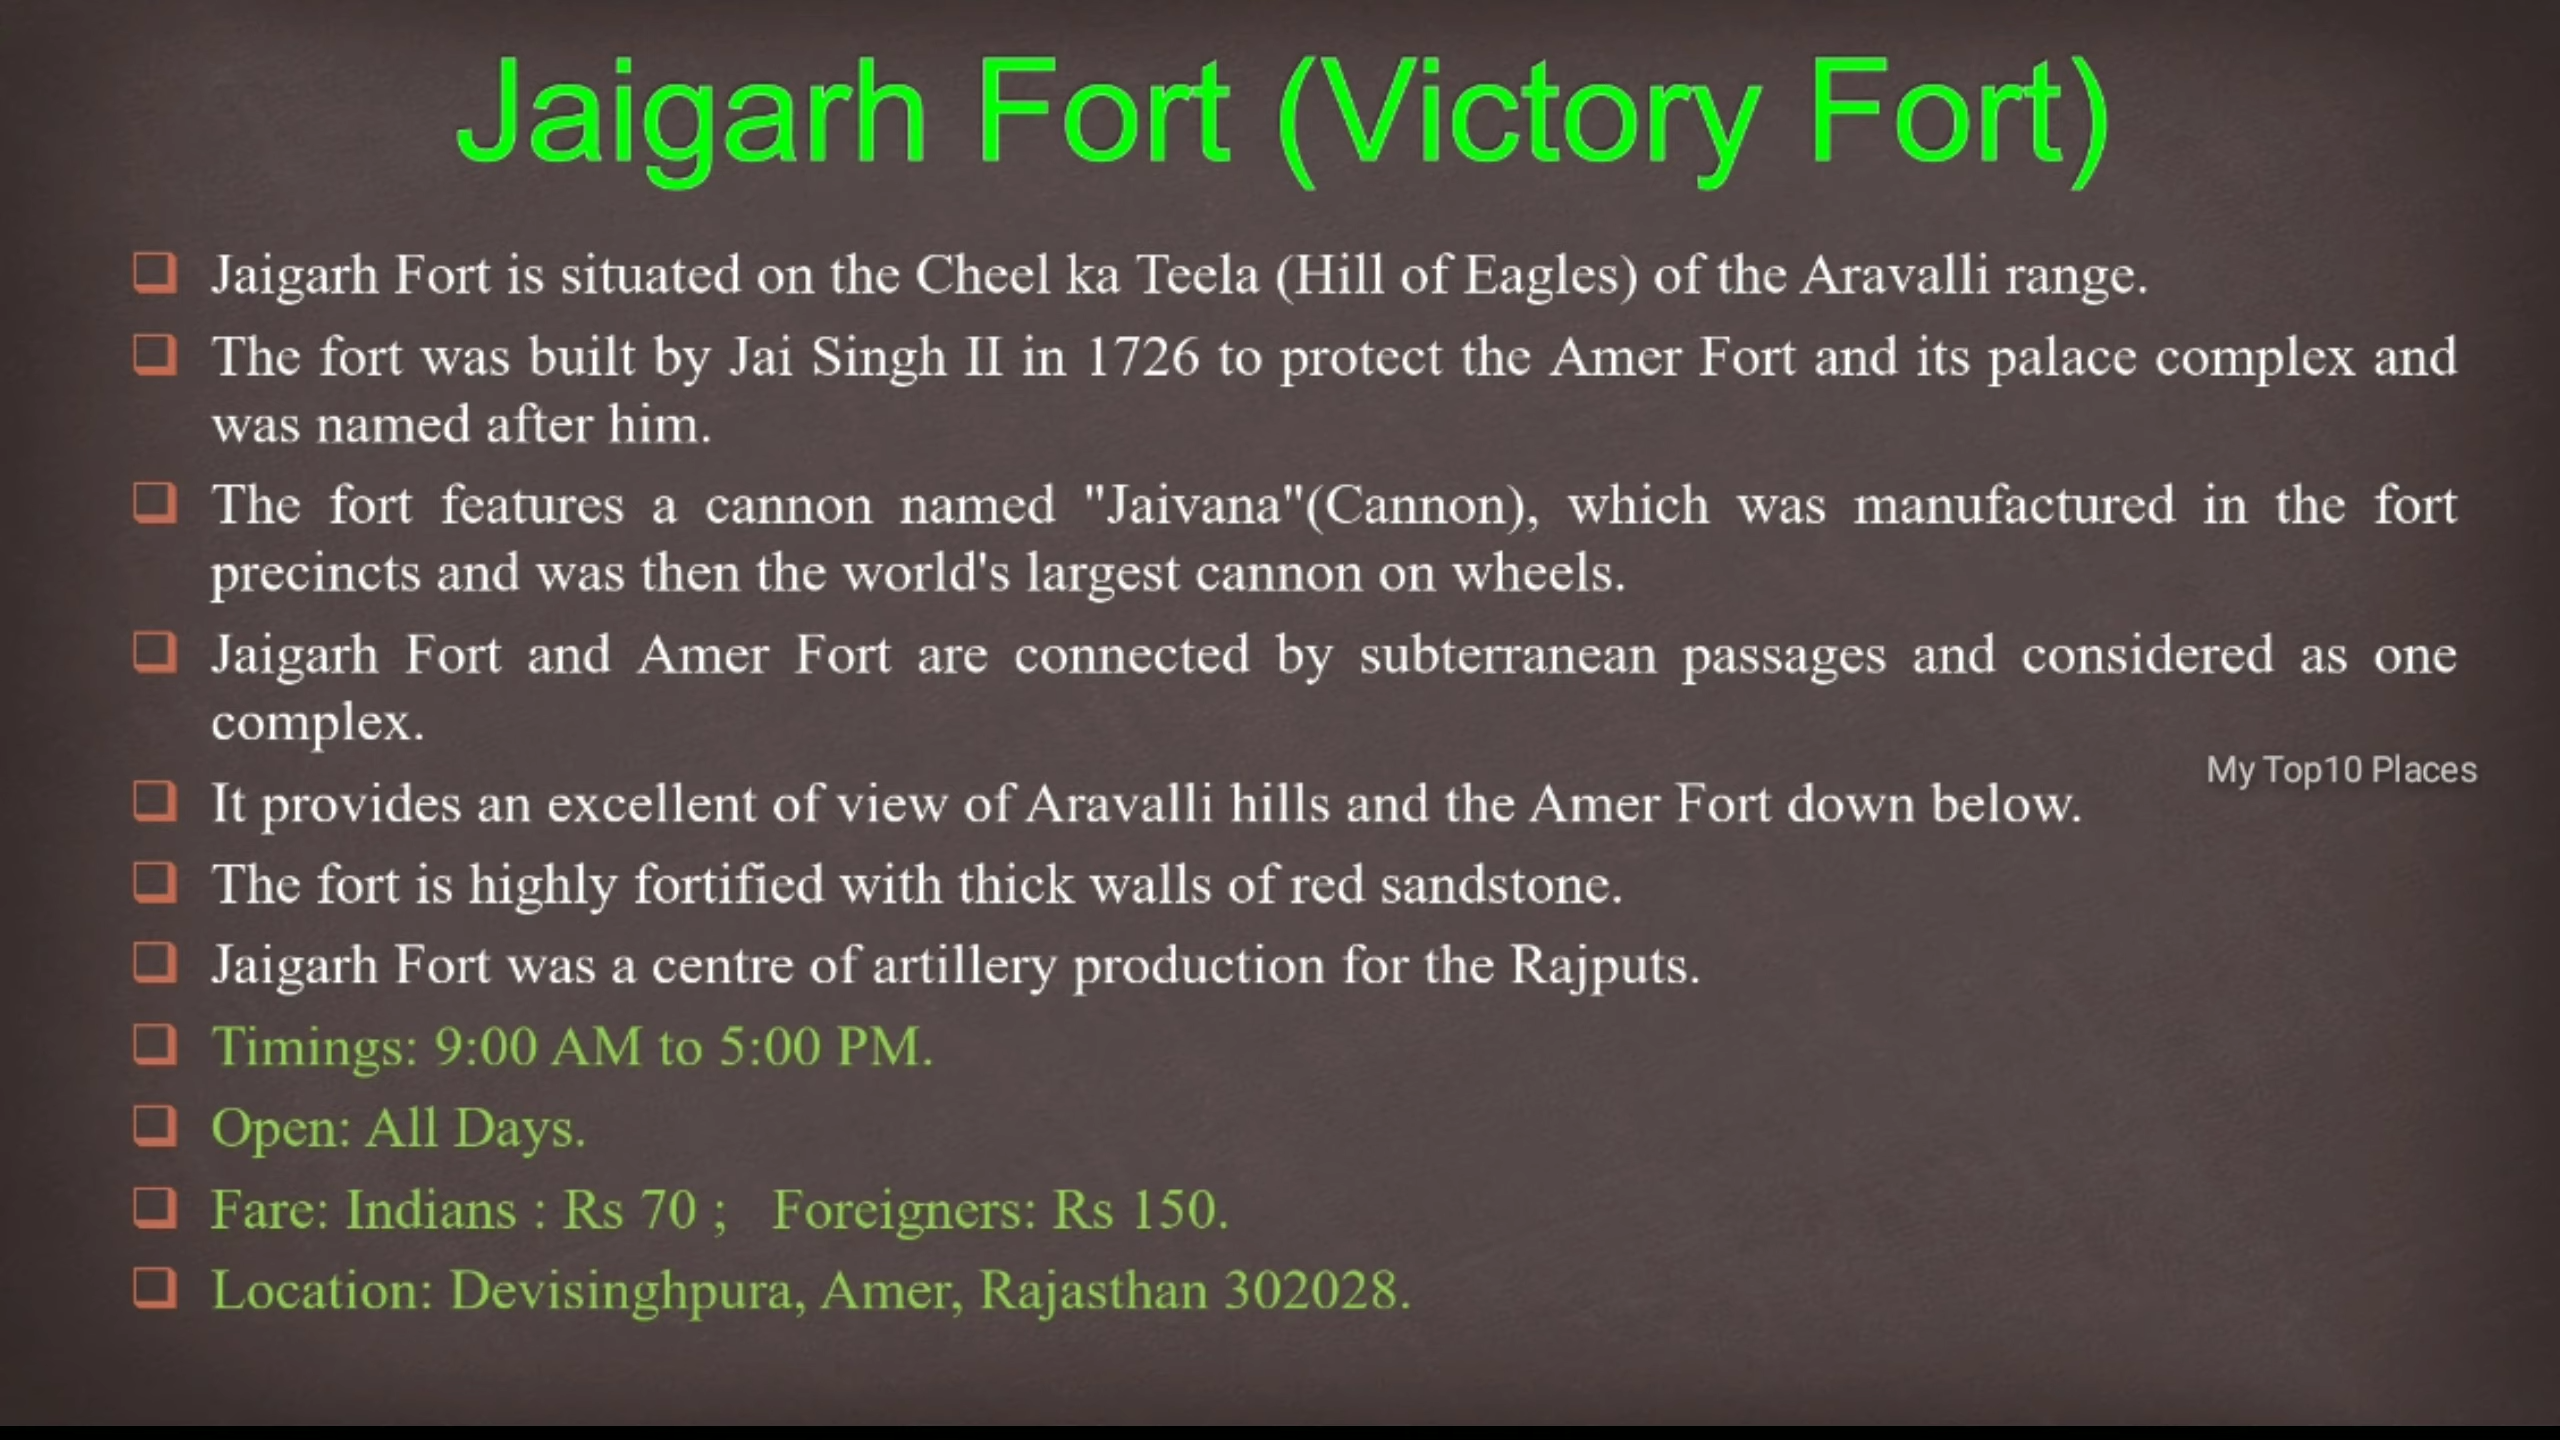 Jaigarh Fort (Victory Fort)
Jaigarh Fort is situated on the Cheel ka Teela (Hill of Eagles) of the Aravalli range.
The fort was built by Jai Singh II in 1726 to protect the Amer Fort and its palace complex and
was named after him.
The fort features a cannon named "Jaivana"(Cannon), which was manufactured in the fort
precincts and was then the world's largest cannon on wheels.
Jaigarh Fort and Amer Fort are connected by subterranean passages and considered as one
complex.
My Top10 Places
It provides an excellent of view of Aravalli hills and the Amer Fort down below.
The fort is highly fortified with thick walls of red sandstone.
Jaigarh Fort was a centre of artillery production for the Rajputs.
Timings: 9:00 AM to 5:00 PM.
Open: All Days.
Fare: Indians : Rs 70 ;   Foreigners: Rs 150.
Location: Devisinghpura, Amer, Rajasthan 302028.